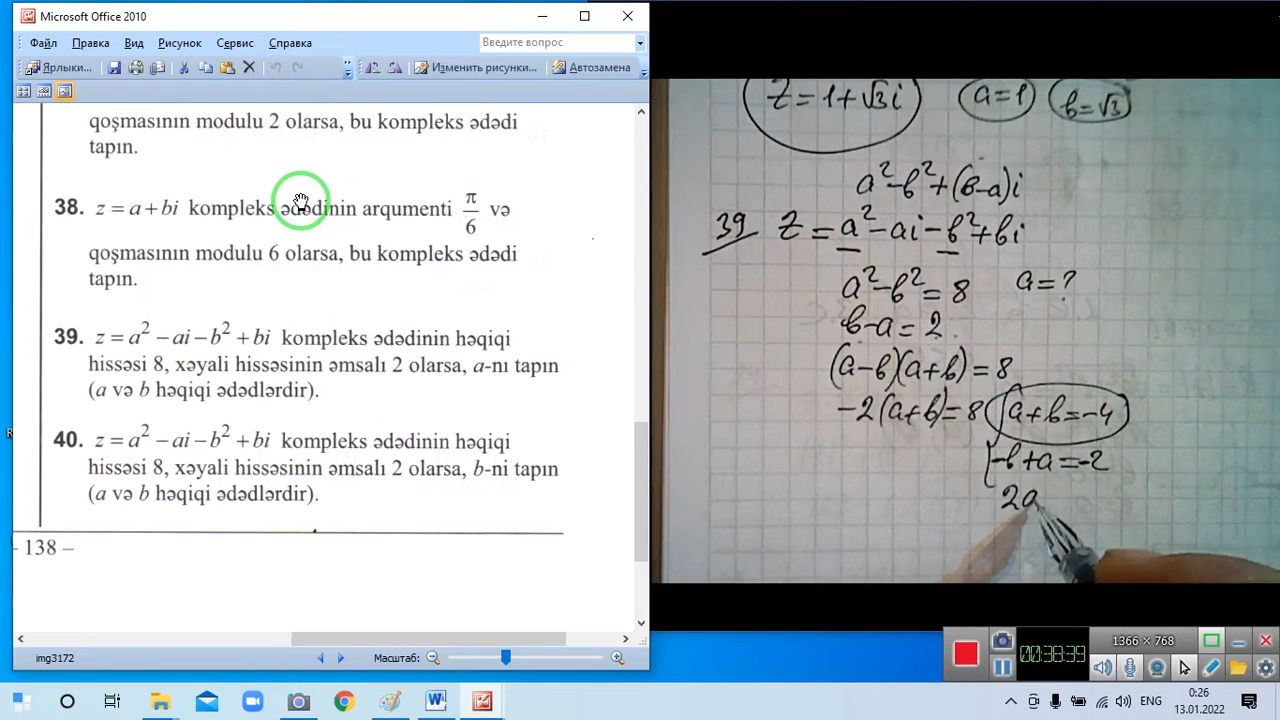 Microsoft Office 2010
Файл Правка Вид Рисунок Сервис Справка
Введите вопрос
Ярлыки...
Изменить рисунки...
Автозамена
qoşmasının modulu 2 olarsa, bu kompleks ədədi
tapın.
38. z = a + bi kompleks ədədinin arqumenti π/6 və
qoşmasının modulu 6 olarsa, bu kompleks ədədi
tapın.
39. z = a² − ai − b² + bi kompleks ədədinin həqiqi
hissəsi 8, xəyali hissəsinin əmsalı 2 olarsa, a-nı tapın
(a və b həqiqi ədədlərdir).
40. z = a² − ai − b² + bi kompleks ədədinin həqiqi
hissəsi 8, xəyali hissəsinin əmsalı 2 olarsa, b-ni tapın
(a və b həqiqi ədədlərdir).
- 138 –
img3172
Масштаб:
z = 1+√3i a=1 b=√3
a²-b²+(b-a)i
39 z = a²-ai-b²+bi
a²-b²=8 a=?
b-a=2
(a-b)(a+b)=8
-2(a+b)=8 a+b=-4
-b+a=-2
2a
1366 × 768
00:38:39
ENG
0:26
13.01.2022